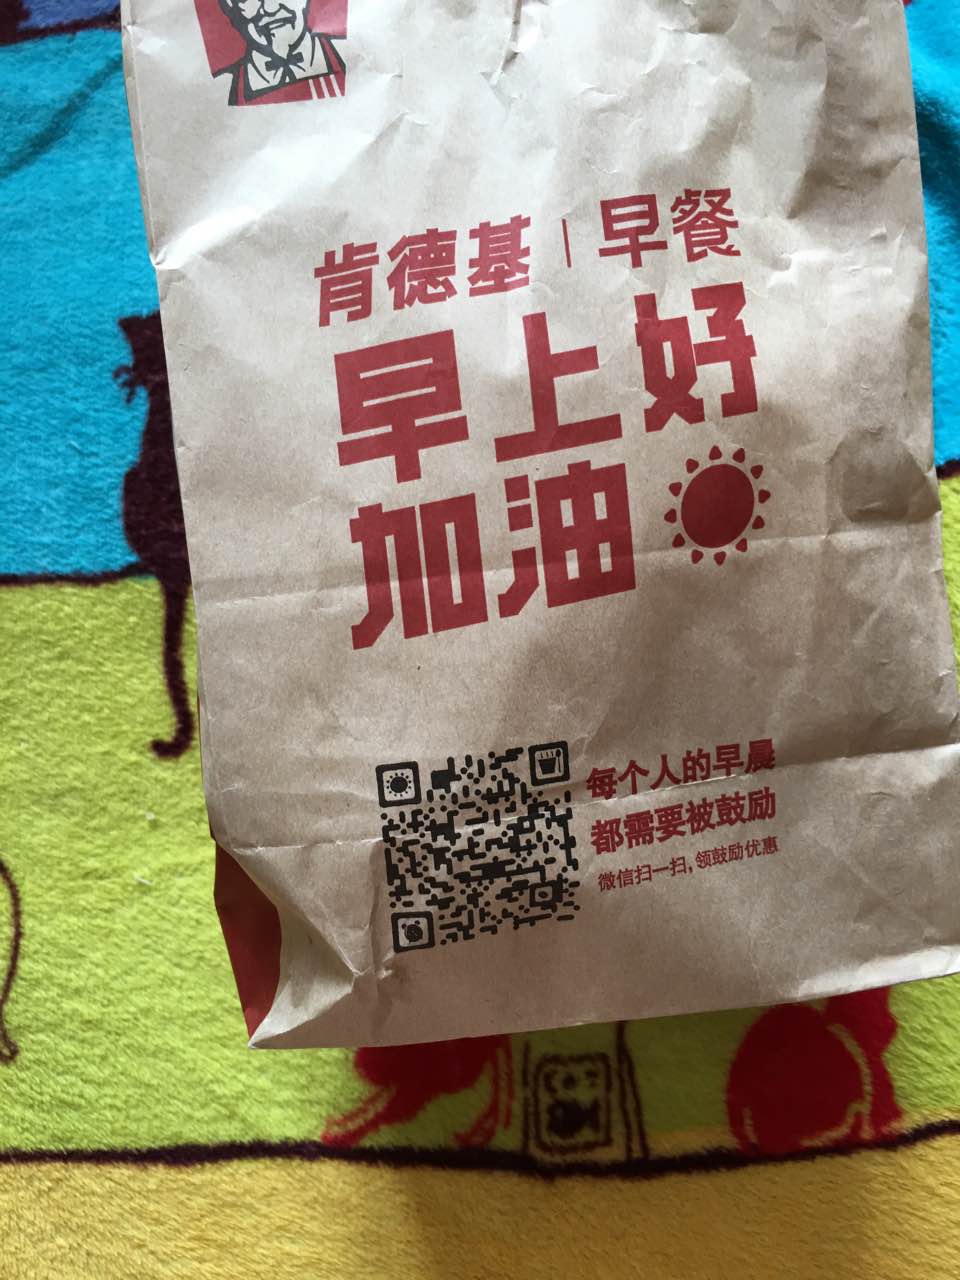 肯德基|早餐
早上好
加油
每个人的早晨
都需要被鼓励
微信扫一扫,领鼓励优惠